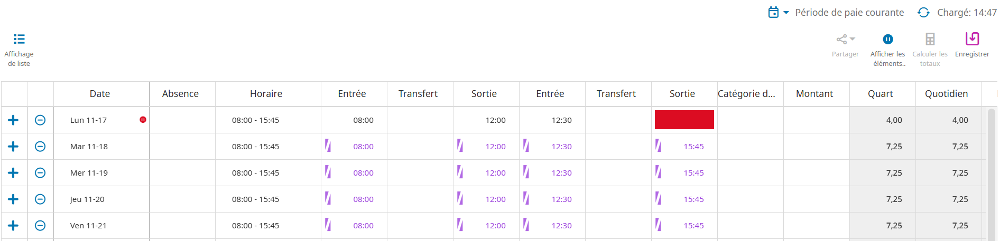 Période de paie courante Chargé: 14:47
Affichage de liste
Partager
Afficher les éléments..
Calculer les totaux
Enregistrer
Date Absence Horaire Entrée Transfert Sortie Entrée Transfert Sortie Catégorie d... Montant Quart Quotidien
Lun 11-17 08:00 - 15:45 08:00 12:00 12:30 4,00 4,00
Mar 11-18 08:00 - 15:45 08:00 12:00 12:30 15:45 7,25 7,25
Mer 11-19 08:00 - 15:45 08:00 12:00 12:30 15:45 7,25 7,25
Jeu 11-20 08:00 - 15:45 08:00 12:00 12:30 15:45 7,25 7,25
Ven 11-21 08:00 - 15:45 08:00 12:00 12:30 15:45 7,25 7,25